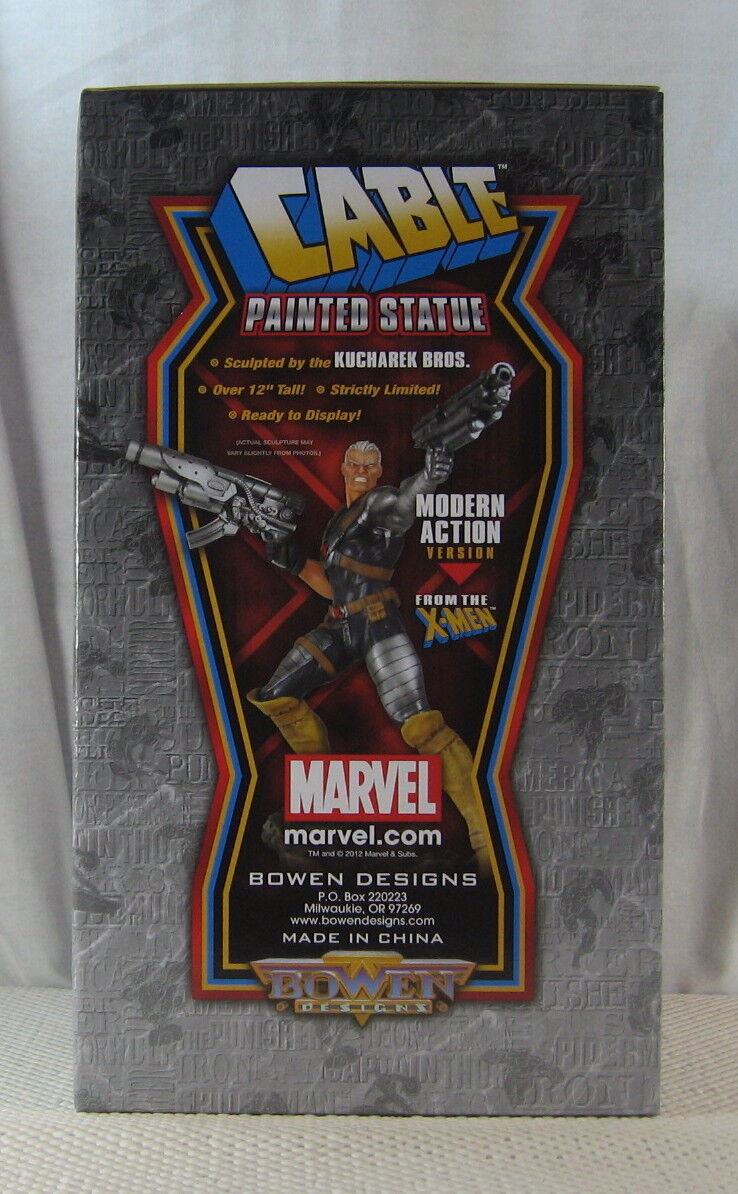 CABLE™
PAINTED STATUE
Sculpted by the KUCHAREK BROS.
Over 12" Tall! Strictly Limited!
Ready to Display!
(ACTUAL SCULPTURE MAY
VARY SLIGHTLY FROM PHOTOS.)
MODERN
ACTION
VERSION
FROM THE
X-MEN™
MARVEL
marvel.com
TM and © 2012 Marvel & Subs.
BOWEN DESIGNS
P.O. Box 220223
Milwaukie, OR 97269
www.bowendesigns.com
MADE IN CHINA
BOWEN
DESIGNS